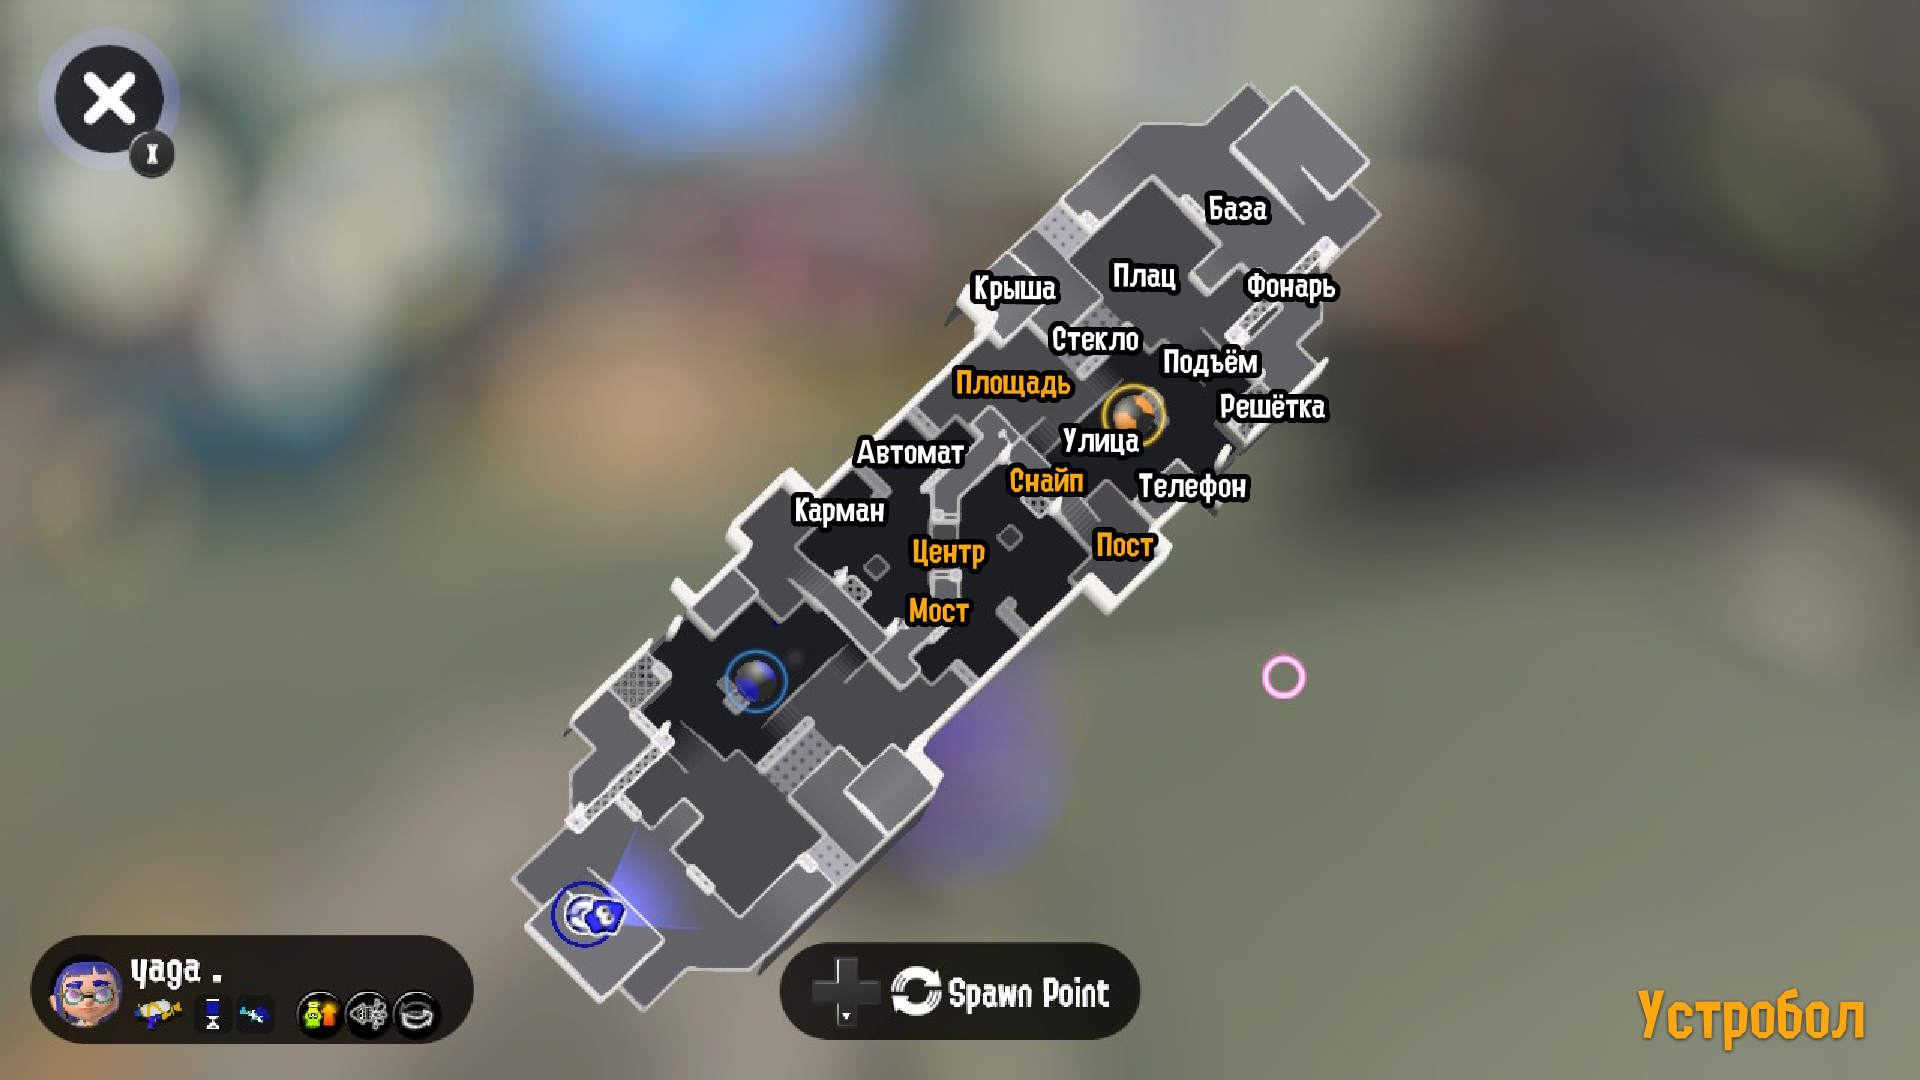 X
База
Плац
Фонарь
Крыша
Стекло
Подъём
Площадь
Решётка
Улица
Автомат
Снайп
Телефон
Карман
Пост
Центр
Мост
yaga .
Spawn Point
Устробол